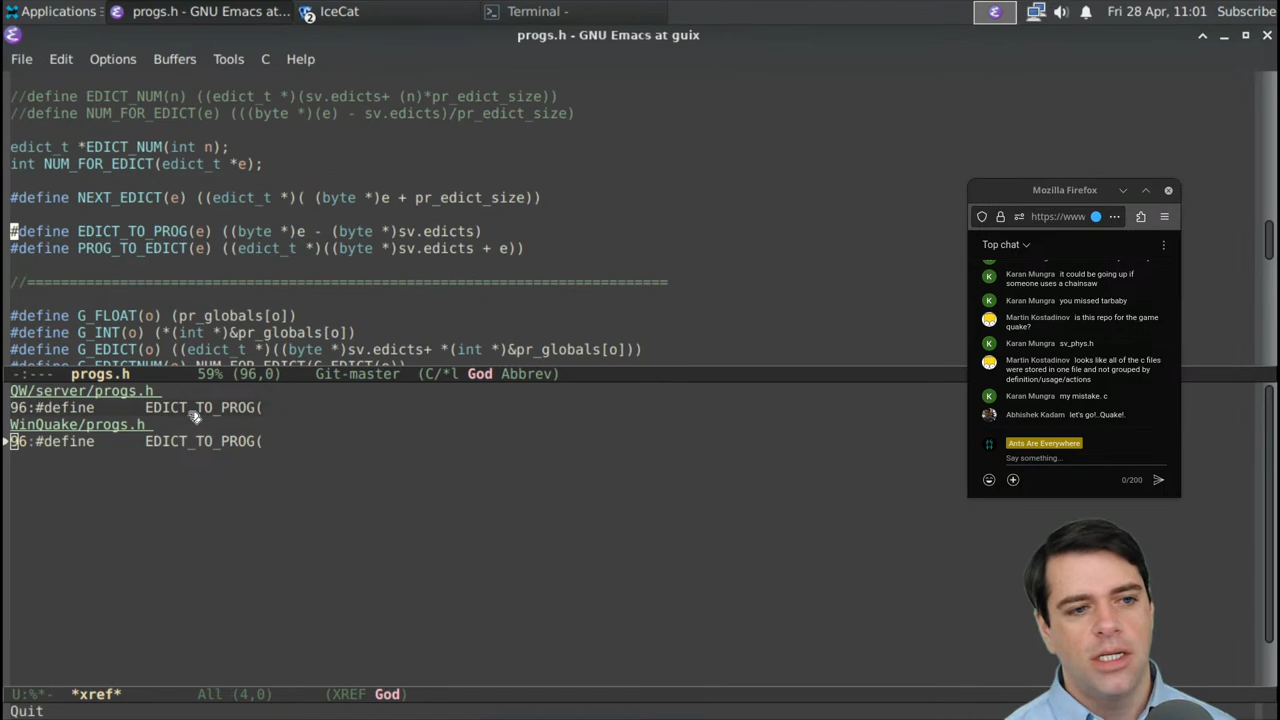 Applications
progs.h - GNU Emacs at...
2
IceCat
Terminal -
Fri 28 Apr, 11:01
Subscribe
progs.h - GNU Emacs at guix
File Edit Options Buffers Tools C Help
//define EDICT_NUM(n) ((edict_t *)(sv.edicts+ (n)*pr_edict_size))
//define NUM_FOR_EDICT(e) (((byte *)(e) - sv.edicts)/pr_edict_size)
edict_t *EDICT_NUM(int n);
int NUM_FOR_EDICT(edict_t *e);
#define NEXT_EDICT(e) ((edict_t *)( (byte *)e + pr_edict_size))
#define EDICT_TO_PROG(e) ((byte *)e - (byte *)sv.edicts)
#define PROG_TO_EDICT(e) ((edict_t *)((byte *)sv.edicts + e))
//============================================================================
#define G_FLOAT(o) (pr_globals[o])
#define G_INT(o) (*(int *)&pr_globals[o])
#define G_EDICT(o) ((edict_t *)((byte *)sv.edicts+ *(int *)&pr_globals[o]))
#define G_EDICTNUM(o) NUM_FOR_EDICT(G_EDICT(o))
-:--- progs.h 59% (96,0) Git-master (C/*l God Abbrev)
QW/server/progs.h
96:#define EDICT_TO_PROG(
WinQuake/progs.h
96:#define EDICT_TO_PROG(
U:%*- *xref* All (4,0) (XREF God)
Quit
Mozilla Firefox
https://www
Top chat
K Karan Mungra it could be going up if
someone uses a chainsaw
K Karan Mungra you missed tarbaby
Martin Kostadinov is this repo for the game
quake?
K Karan Mungra sv_phys.h
Martin Kostadinov looks like all of the c files
were stored in one file and not grouped by
definition/usage/actions
K Karan Mungra my mistake. c
Abhishek Kadam let's go!..Quake!.
Ants Are Everywhere
Say something...
0/200